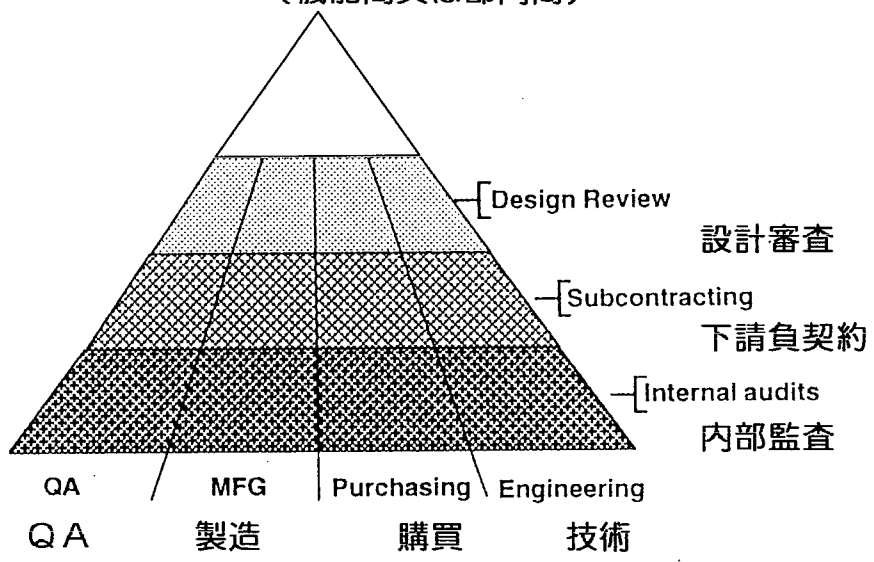 Design Review
設計審査
Subcontracting
下請負契約
Internal audits
内部監査
QA MFG Purchasing Engineering
QA 製造 購買 技術